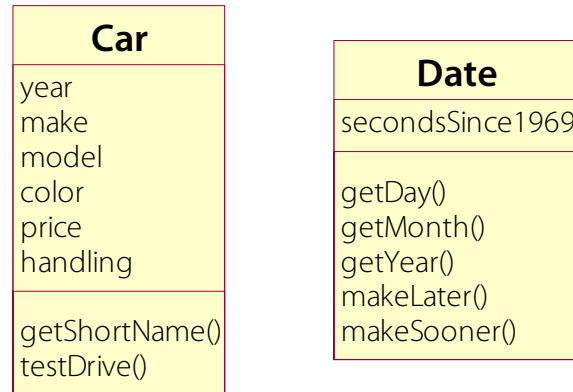 Car
year
make
model
color
price
handling
getShortName()
testDrive()
Date
secondsSince1969
getDay()
getMonth()
getYear()
makeLater()
makeSooner()